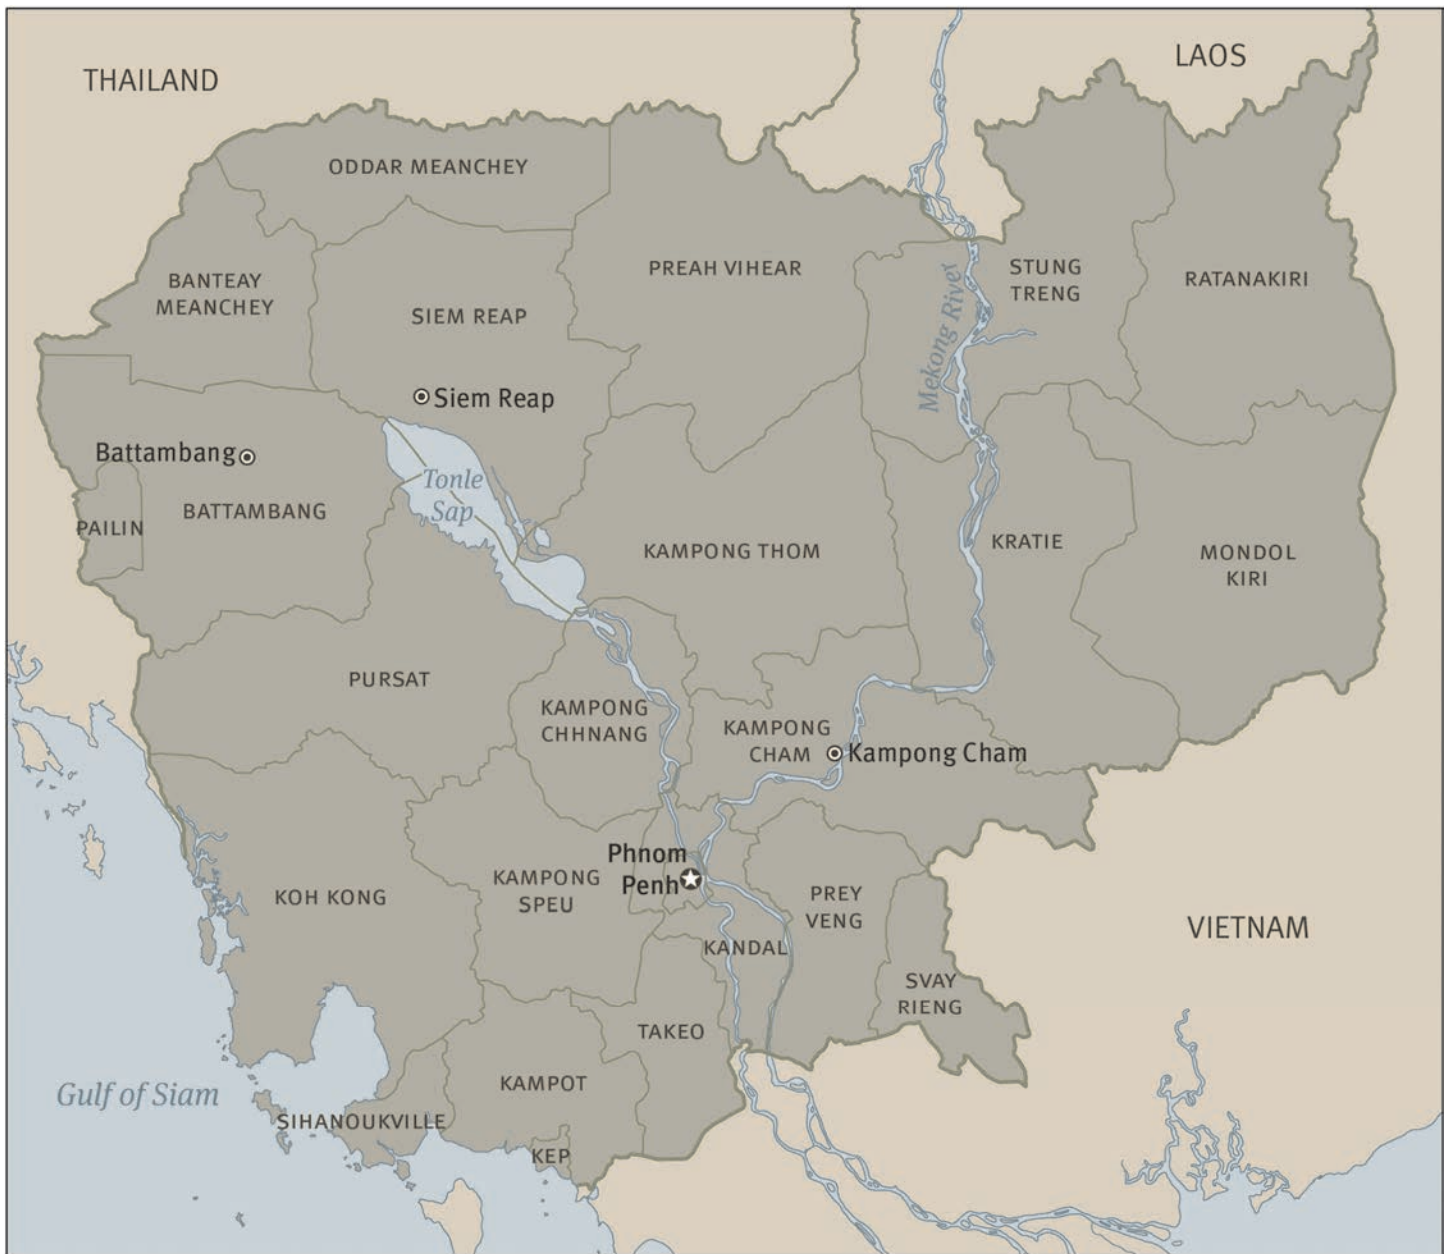 THAILAND
LAOS
ODDAR MEANCHEY
BANTEAY
MEANCHEY
SIEM REAP
PREAH VIHEAR
STUNG
TRENG
RATANAKIRI
Mekong River
Siem Reap
Battambang
Tonle
Sap
PAILIN
BATTAMBANG
KAMPONG THOM
KRATIE
MONDOL
KIRI
PURSAT
KAMPONG
CHHNANG
KAMPONG
CHAM
Kampong Cham
Phnom
Penh
KOH KONG
KAMPONG
SPEU
PREY
VENG
KANDAL
VIETNAM
SVAY
RIENG
TAKEO
KAMPOT
Gulf of Siam
SIHANOUKVILLE
KEP